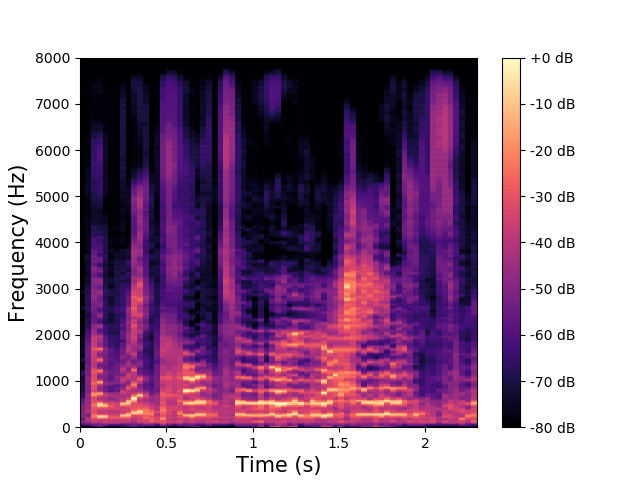 8000
7000
6000
5000
4000
3000
2000
1000
0
Frequency (Hz)
0
0.5
1
1.5
2
Time (s)
+0 dB
-10 dB
-20 dB
-30 dB
-40 dB
-50 dB
-60 dB
-70 dB
-80 dB